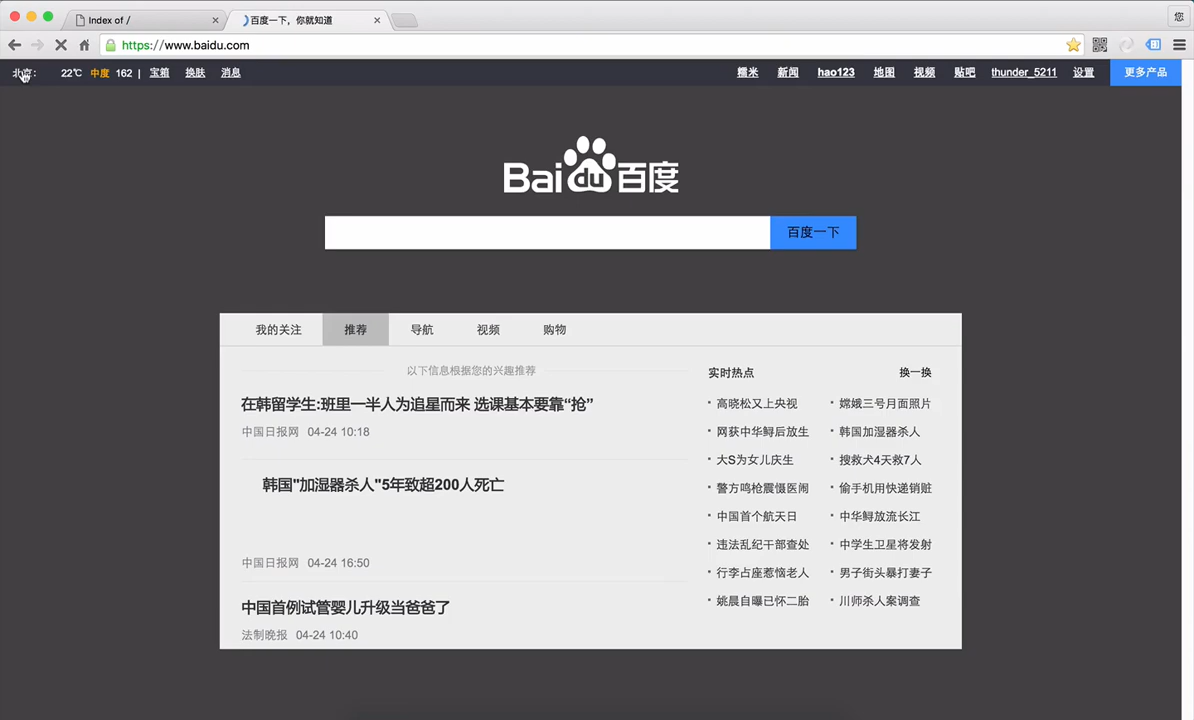 Index of /
百度一下，你就知道
您
https://www.baidu.com
北京： 22℃ 中度 162 | 宝箱 换肤 消息
糯米 新闻 hao123 地图 视频 贴吧 thunder_5211 设置 更多产品
Bai du 百度
百度一下
我的关注 推荐 导航 视频 购物
以下信息根据您的兴趣推荐
在韩留学生:班里一半人为追星而来 选课基本要靠“抢”
中国日报网 04-24 10:18
韩国"加湿器杀人"5年致超200人死亡
中国日报网 04-24 16:50
中国首例试管婴儿升级当爸爸了
法制晚报 04-24 10:40
实时热点 换一换
高晓松又上央视 嫦娥三号月面照片
网获中华鲟后放生 韩国加湿器杀人
大S为女儿庆生 搜救犬4天救7人
警方鸣枪震慑医闹 偷手机用快递销赃
中国首个航天日 中华鲟放流长江
违法乱纪干部查处 中学生卫星将发射
行李占座惹恼老人 男子街头暴打妻子
姚晨自曝已怀二胎 川师杀人案调查